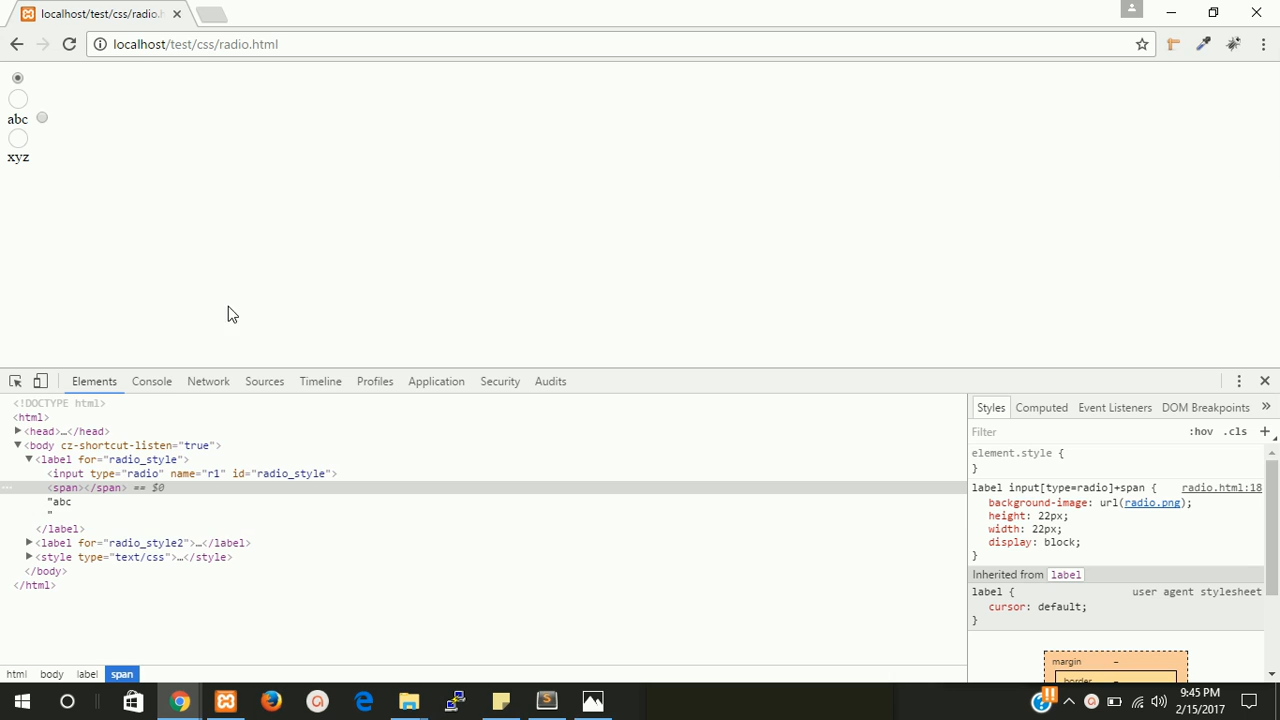 localhost/test/css/radio.h
localhost/test/css/radio.html
abc
xyz
Elements Console Network Sources Timeline Profiles Application Security Audits
<!DOCTYPE html>
<html>
<head>…</head>
<body cz-shortcut-listen="true">
<label for="radio_style">
<input type="radio" name="r1" id="radio_style">
<span></span> == $0
"abc
"
</label>
<label for="radio_style2">…</label>
<style type="text/css">…</style>
</body>
</html>
html body label span
Styles Computed Event Listeners DOM Breakpoints »
Filter :hov .cls +
element.style {
}
label input[type=radio]+span { radio.html:18
background-image: url(radio.png);
height: 22px;
width: 22px;
display: block;
}
Inherited from label
label { user agent stylesheet
cursor: default;
}
margin –
border
9:45 PM
2/15/2017